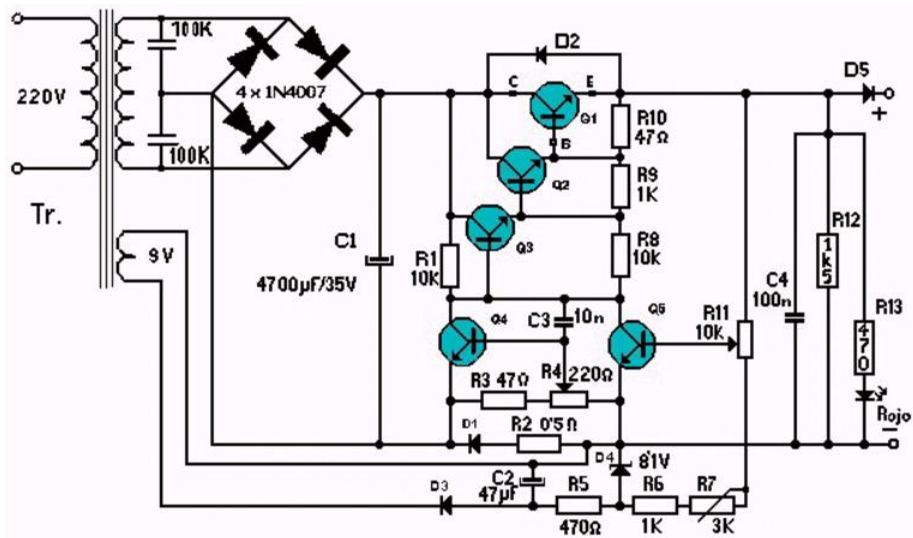 100K
220V
4 x 1N4007
100K
Tr.
9V
C1
4700µF/35V
D2
C
E
Q1
B
Q2
Q3
R10
47Ω
R9
1K
R8
10k
R1
10K
Q4
C3
10n
Q5
R11
10K
R3 47Ω
R4
220Ω
D1
R2 0'5Ω
D4
8'1V
D3
C2
47µF
R5
470Ω
R6
1K
R7
3K
D5
+
R12
1k5
C4
100n
R13
470
Rojo
−